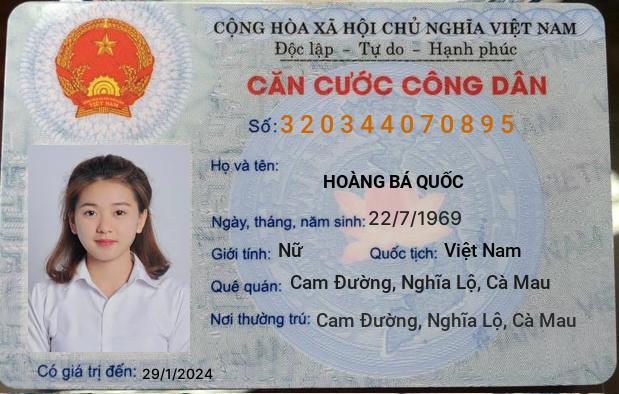 CỘNG HÒA XÃ HỘI CHỦ NGHĨA VIỆT NAM
Độc lập - Tự do - Hạnh phúc
CĂN CƯỚC CÔNG DÂN
Số: 320344070895
Họ và tên:
HOÀNG BÁ QUỐC
Ngày, tháng, năm sinh: 22/7/1969
Giới tính: Nữ Quốc tịch: Việt Nam
Quê quán: Cam Đường, Nghĩa Lộ, Cà Mau
Nơi thường trú: Cam Đường, Nghĩa Lộ, Cà Mau
Có giá trị đến: 29/1/2024